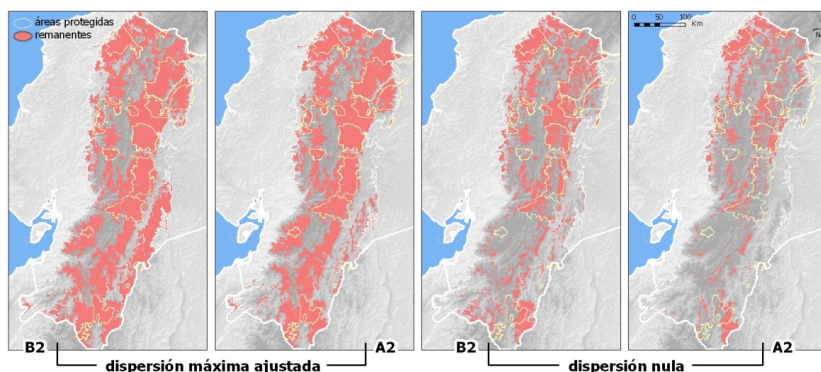 áreas protegidas
remanentes
0 50 100
Km
N
B2 A2 B2 A2
dispersión máxima ajustada dispersión nula